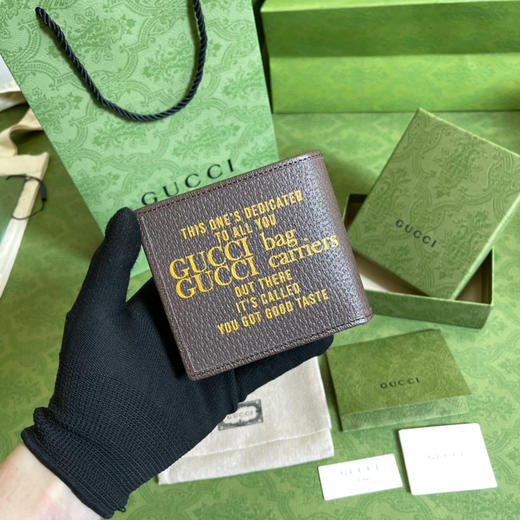 GUCCI
THIS ONE'S DEDICATED
TO ALL YOU
GUCCI bag
GUCCI carriers
OUT THERE
IT'S CALLED
YOU GOT GOOD TASTE
GUCCI
GUCCI
GUCCI